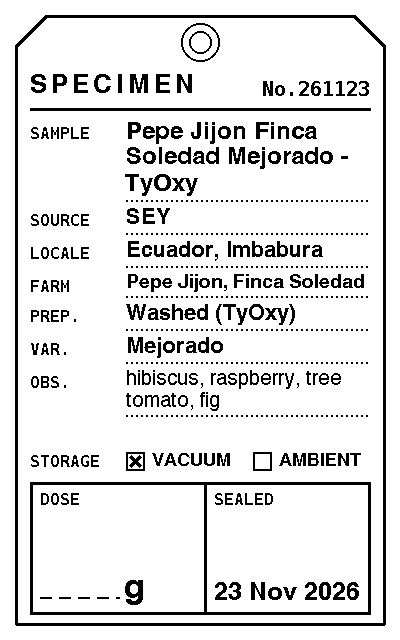 SPECIMEN No.261123
SAMPLE Pepe Jijon Finca
Soledad Mejorado -
TyOxy
SOURCE SEY
LOCALE Ecuador, Imbabura
FARM Pepe Jijon, Finca Soledad
PREP. Washed (TyOxy)
VAR. Mejorado
OBS. hibiscus, raspberry, tree
tomato, fig
STORAGE VACUUM AMBIENT
DOSE SEALED
_____g 23 Nov 2026